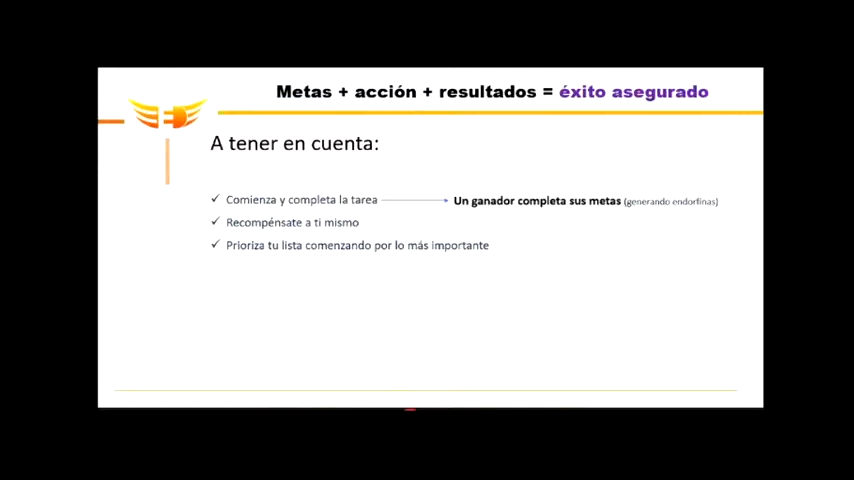 Metas + acción + resultados = éxito asegurado
A tener en cuenta:
✓ Comienza y completa la tarea → Un ganador completa sus metas (generando endorfinas)
✓ Recompénsate a ti mismo
✓ Prioriza tu lista comenzando por lo más importante